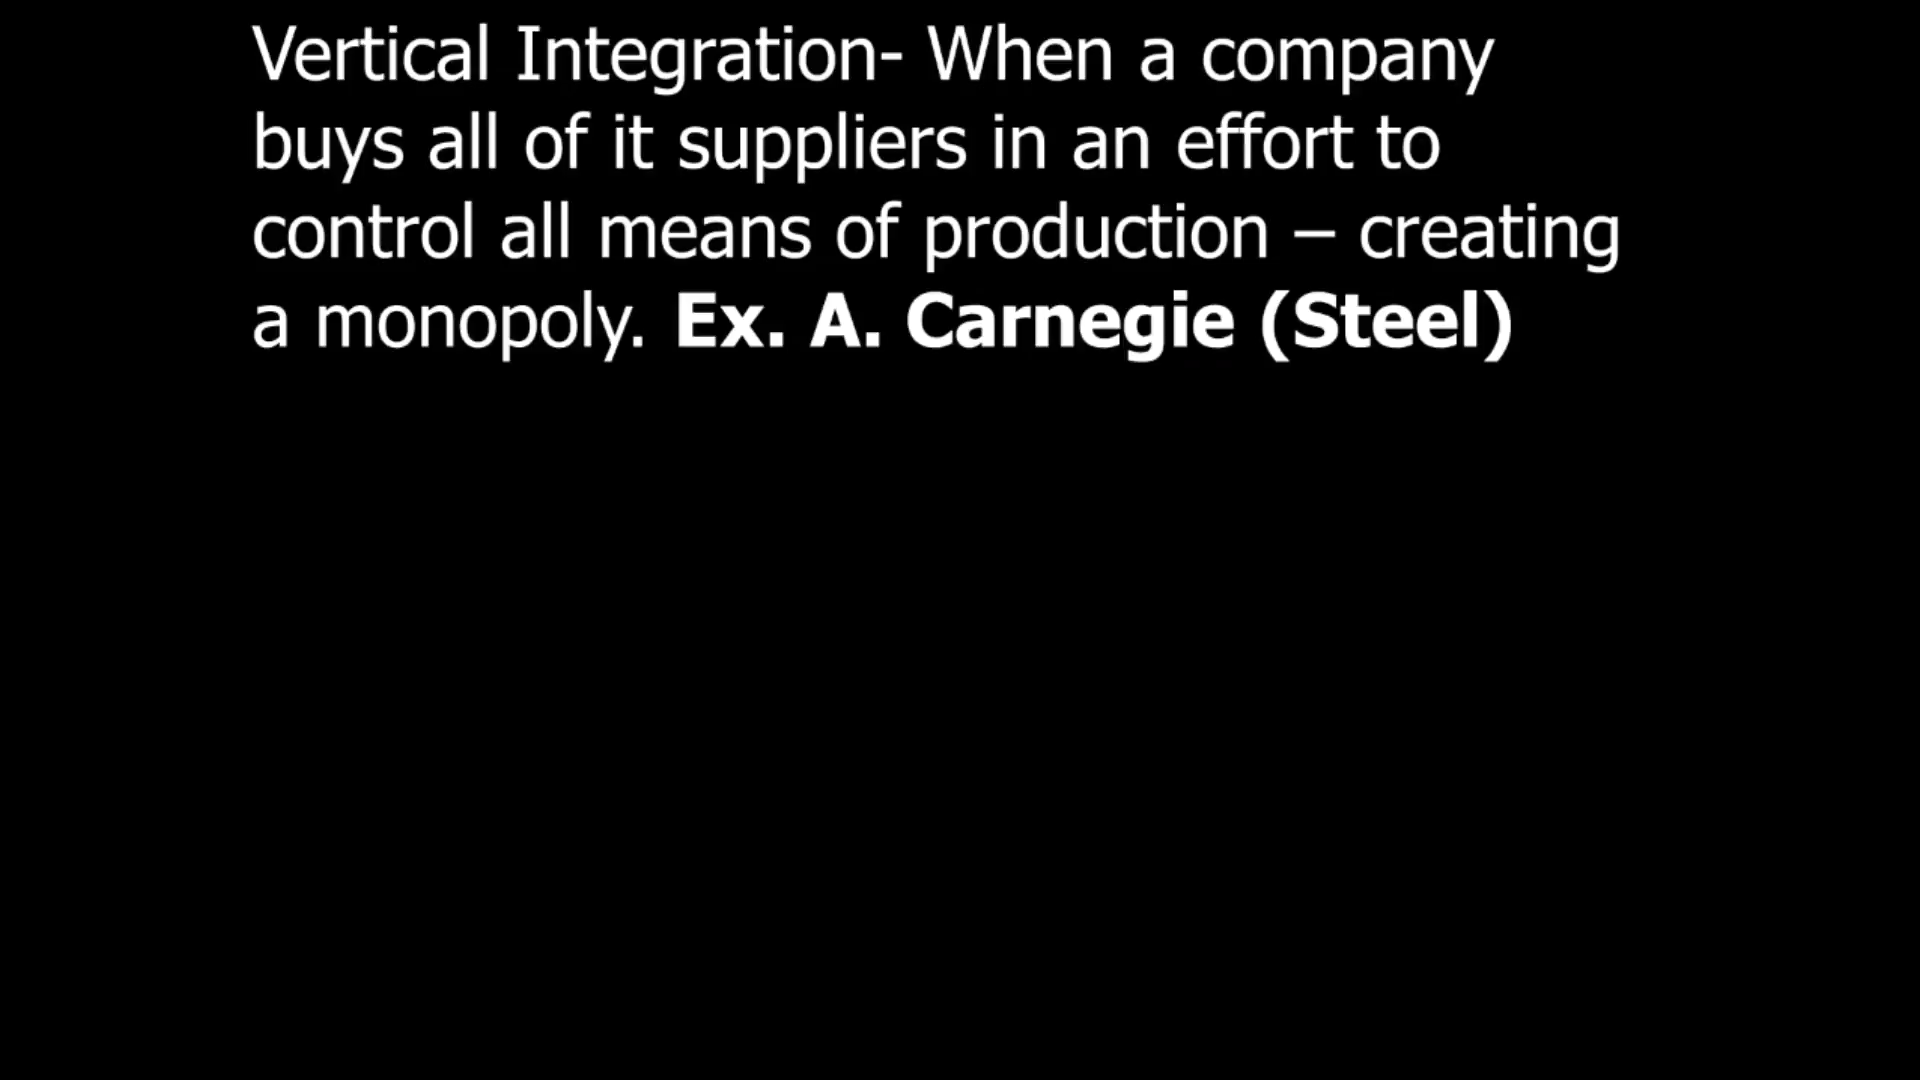 Vertical Integration- When a company
buys all of it suppliers in an effort to
control all means of production – creating
a monopoly. Ex. A. Carnegie (Steel)